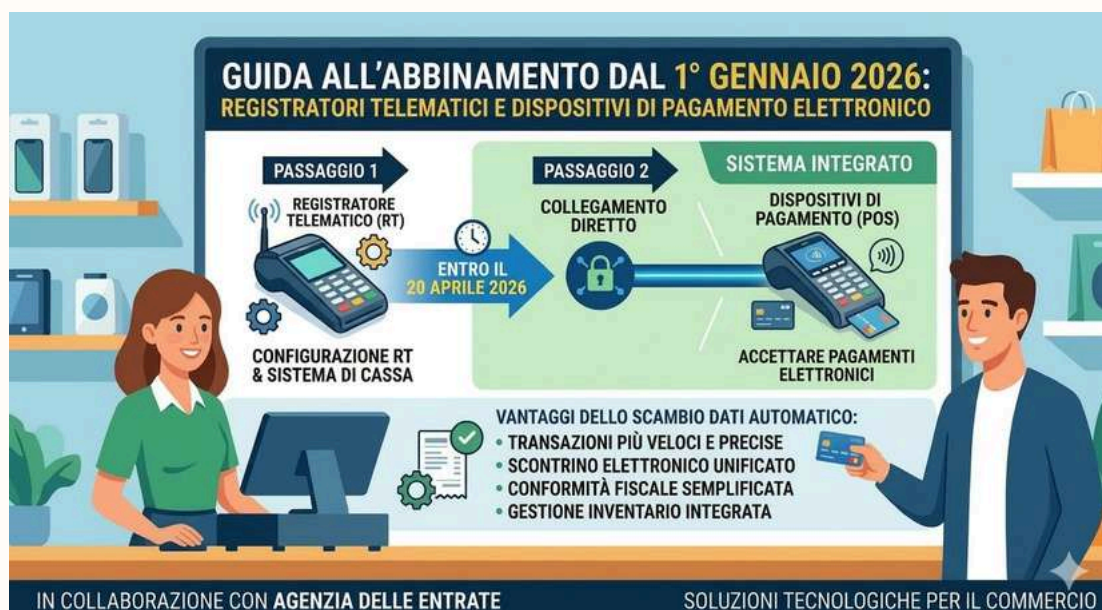 GUIDA ALL'ABBINAMENTO DAL 1° GENNAIO 2026:
REGISTRATORI TELEMATICI E DISPOSITIVI DI PAGAMENTO ELETTRONICO
PASSAGGIO 1
REGISTRATORE
TELEMATICO (RT)
ENTRO IL
20 APRILE 2026
CONFIGURAZIONE RT
& SISTEMA DI CASSA
PASSAGGIO 2
COLLEGAMENTO
DIRETTO
SISTEMA INTEGRATO
DISPOSITIVI DI
PAGAMENTO (POS)
ACCETTARE PAGAMENTI
ELETTRONICI
VANTAGGI DELLO SCAMBIO DATI AUTOMATICO:
• TRANSAZIONI PIÙ VELOCI E PRECISE
• SCONTRINO ELETTRONICO UNIFICATO
• CONFORMITÀ FISCALE SEMPLIFICATA
• GESTIONE INVENTARIO INTEGRATA
IN COLLABORAZIONE CON AGENZIA DELLE ENTRATE
SOLUZIONI TECNOLOGICHE PER IL COMMERCIO